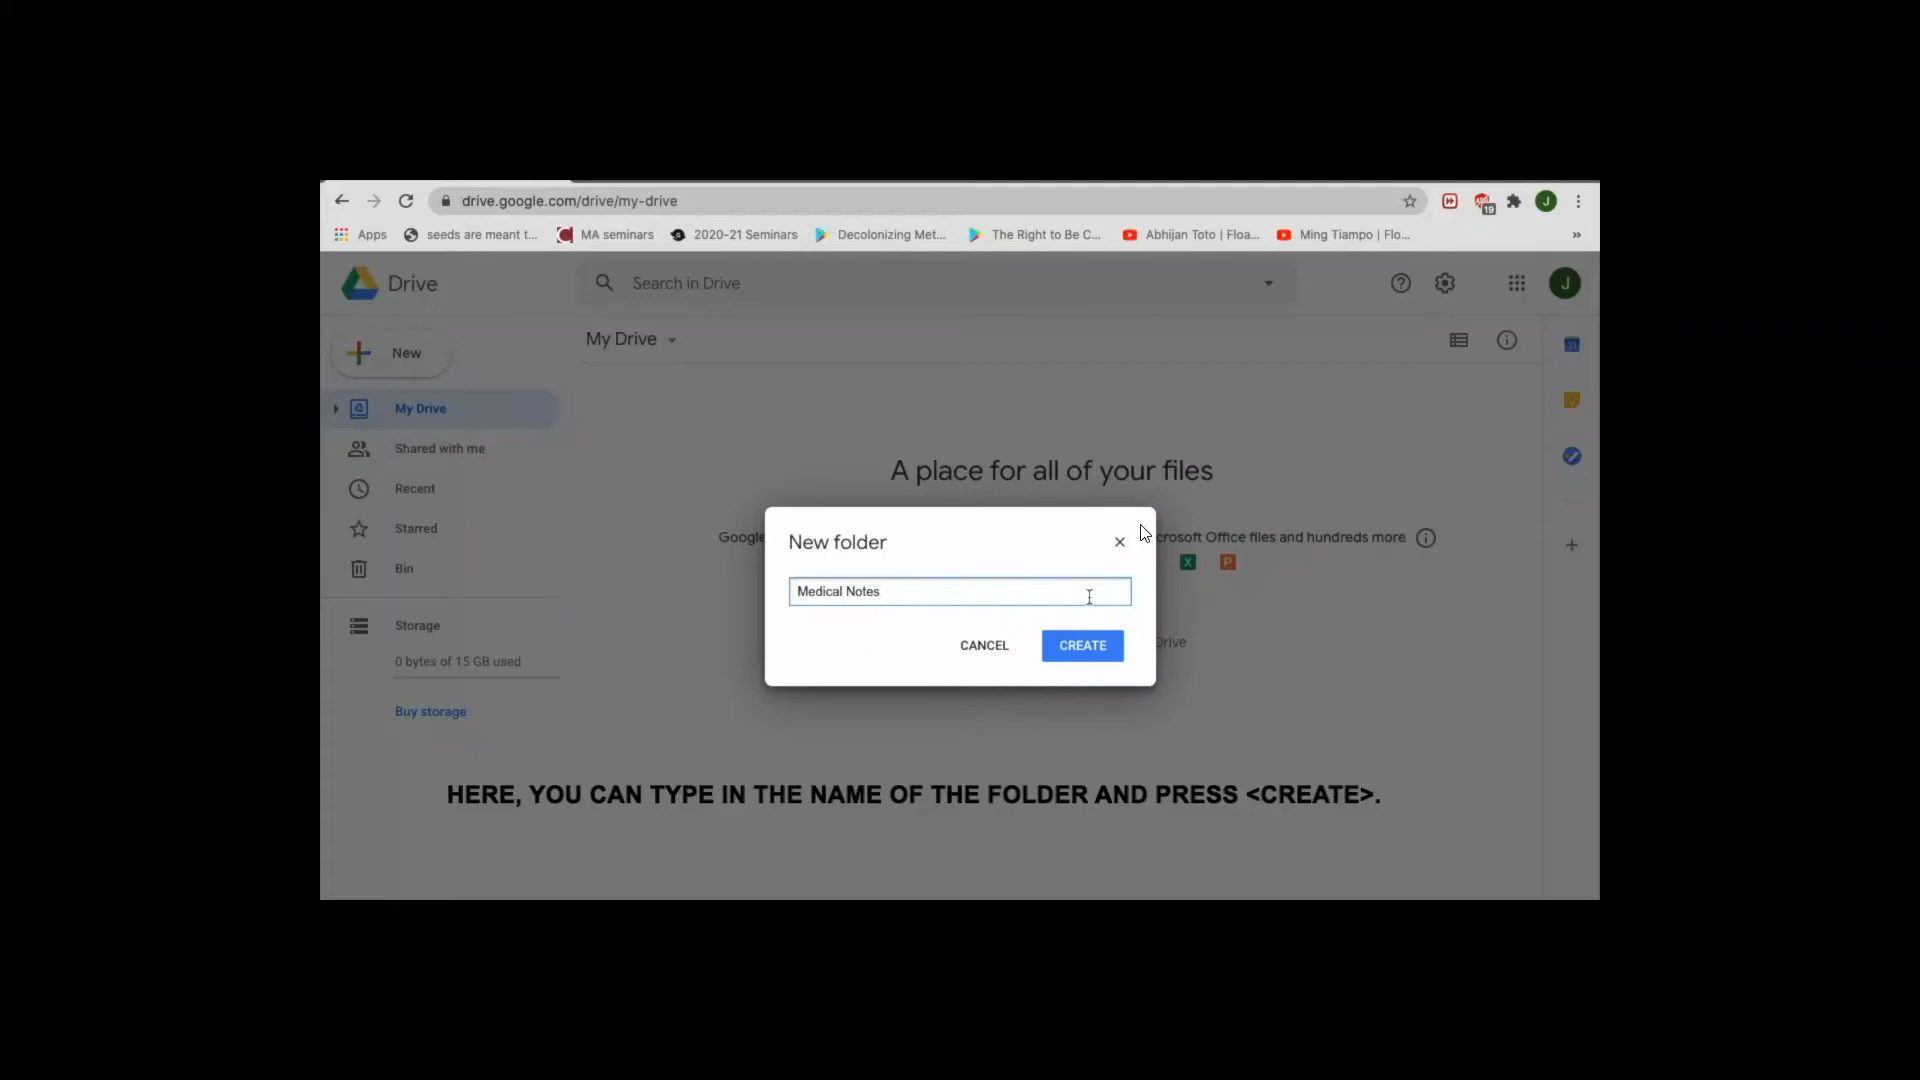 drive.google.com/drive/my-drive
19
J
Apps
seeds are meant t...
MA seminars
2020-21 Seminars
Decolonizing Met...
The Right to Be C...
Abhijan Toto | Floa...
Ming Tiampo | Flo...
»
Drive
Search in Drive
J
New
My Drive
My Drive
Shared with me
Recent
Starred
Bin
Storage
0 bytes of 15 GB used
Buy storage
A place for all of your files
Google
crosoft Office files and hundreds more
X
P
New folder
Medical Notes
CANCEL
CREATE
Drive
HERE, YOU CAN TYPE IN THE NAME OF THE FOLDER AND PRESS <CREATE>.